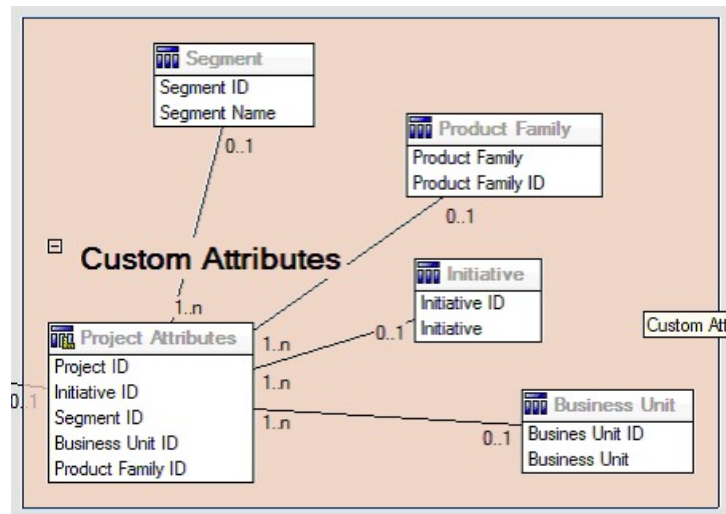 Segment
Segment ID
Segment Name
0..1
Product Family
Product Family
Product Family ID
0..1
Custom Attributes
Initiative
Initiative ID
Initiative
0..1
1..n
Project Attributes
Project ID
Initiative ID
Segment ID
Business Unit ID
Product Family ID
1..n
1..n
1..n
0..1
Custom Att
Business Unit
Busines Unit ID
Business Unit
0..1